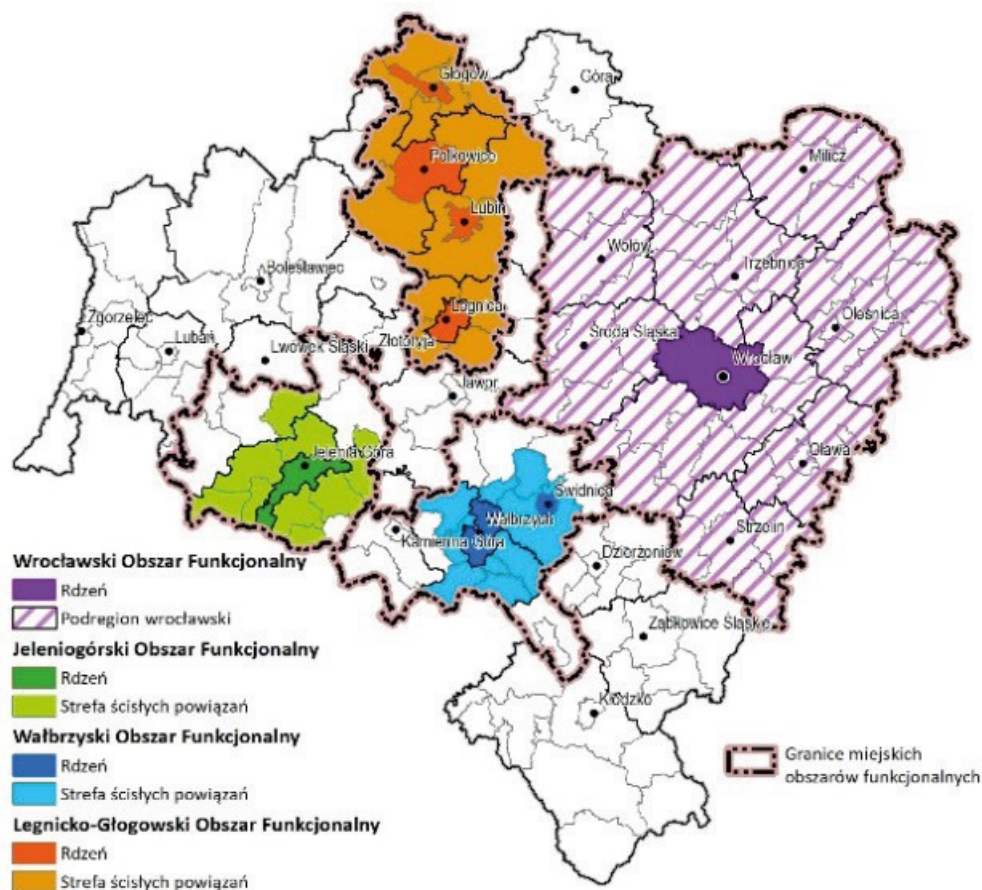 Głogów
Góra
Polkowice
Milicz
Lubin
Wołów
Trzebnica
Bolesławiec
Legnica
Oleśnica
Zgorzelec
Środa Śląska
Lubań
Lwówek Śląski
Złotoryja
Wrocław
Jawor
Jelenia Góra
Oława
Świdnica
Wałbrzych
Strzelin
Kamienna Góra
Dzierżoniów
Ząbkowice Śląskie
Kłodzko
Wrocławski Obszar Funkcjonalny
Rdzeń
Podregion wrocławski
Jeleniogórski Obszar Funkcjonalny
Rdzeń
Strefa ścisłych powiązań
Wałbrzyski Obszar Funkcjonalny
Rdzeń
Strefa ścisłych powiązań
Legnicko-Głogowski Obszar Funkcjonalny
Rdzeń
Strefa ścisłych powiązań
Granice miejskich
obszarów funkcjonalnych